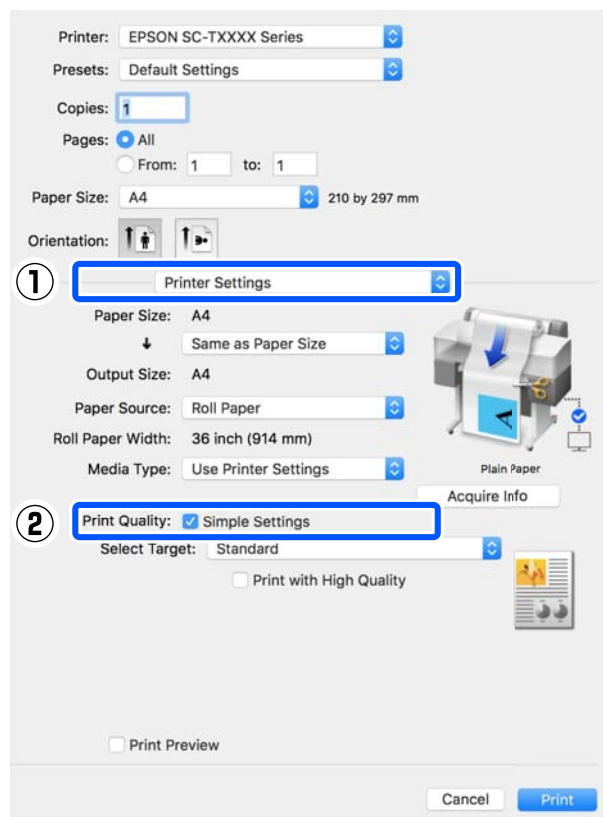 Printer: EPSON SC-TXXXX Series
Presets: Default Settings
Copies: 1
Pages: All
From: 1 to: 1
Paper Size: A4 210 by 297 mm
Orientation:
1 Printer Settings
Paper Size: A4
Same as Paper Size
Output Size: A4
Paper Source: Roll Paper
Roll Paper Width: 36 inch (914 mm)
Media Type: Use Printer Settings
A
Plain Paper
Acquire Info
2 Print Quality: Simple Settings
Select Target: Standard
Print with High Quality
Print Preview
Cancel Print